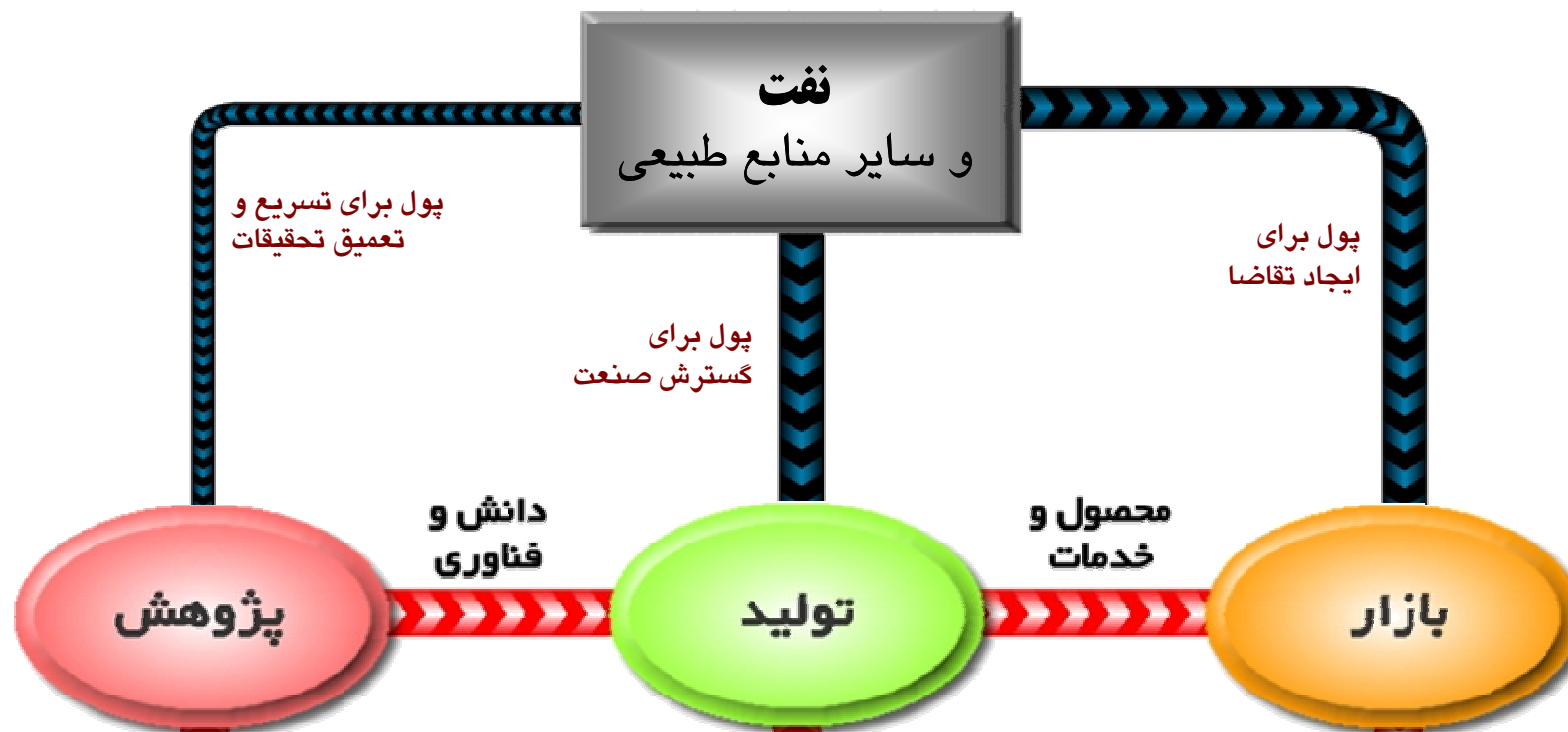 نفت
و سایر منابع طبیعی
پول برای تسریع و
تعمیق تحقیقات
پول برای
ایجاد تقاضا
پول برای
گسترش صنعت
دانش و
فناوری
محصول و
خدمات
پژوهش
تولید
بازار